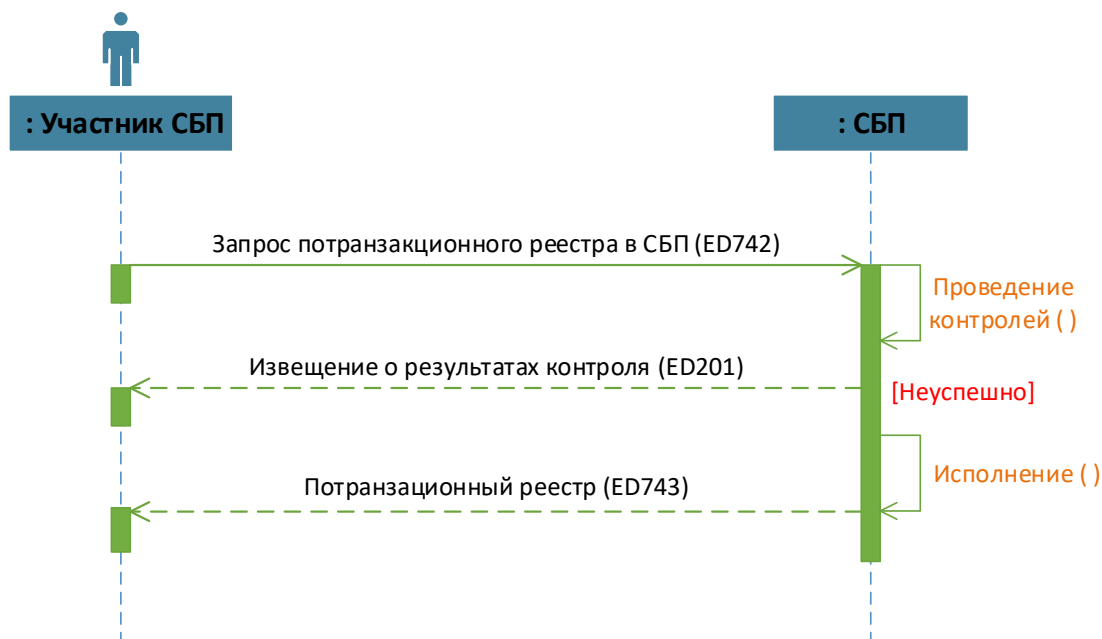 : Участник СБП
: СБП
Запрос потранзакционного реестра в СБП (ED742)
Проведение
контролей ( )
Извещение о результатах контроля (ED201)
[Неуспешно]
Исполнение ( )
Потранзационный реестр (ED743)